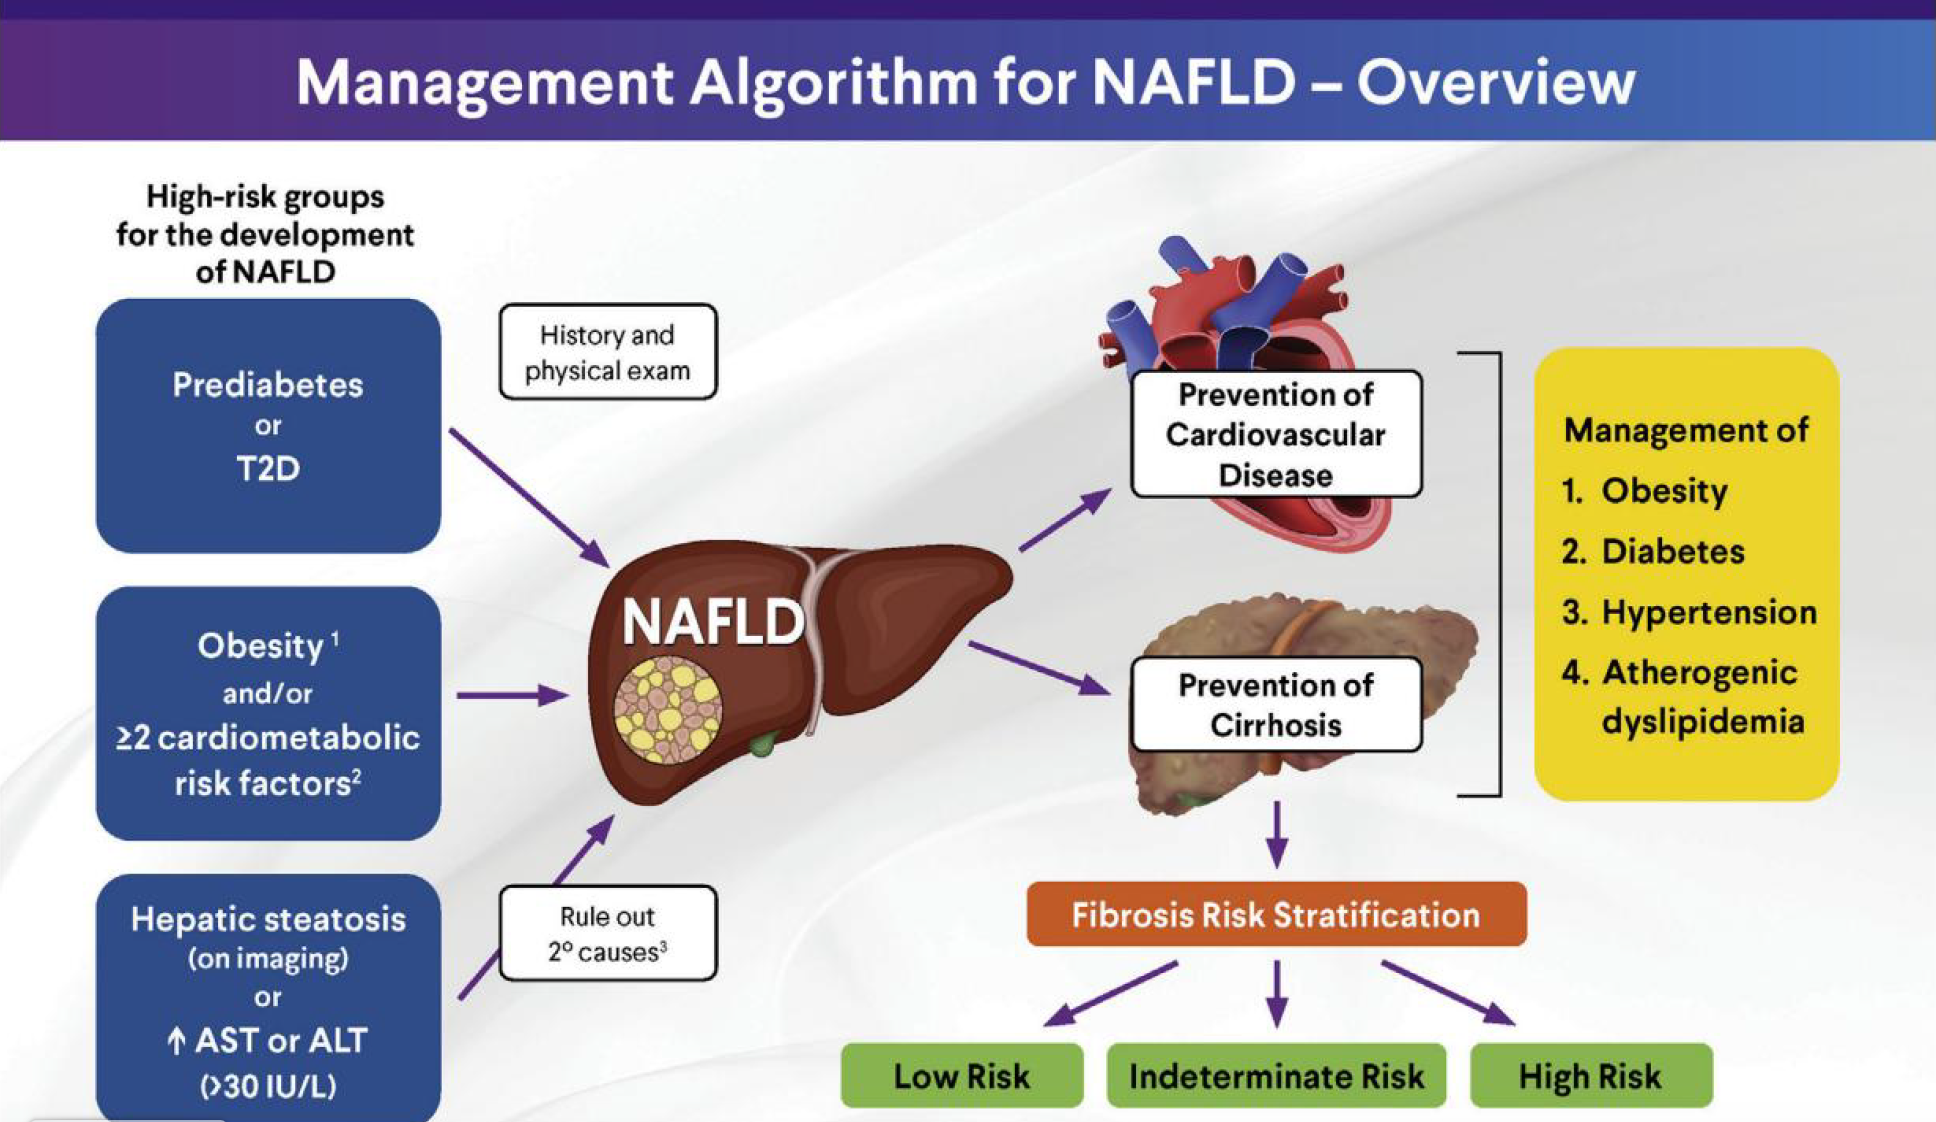 Management Algorithm for NAFLD – Overview
High-risk groups
for the development
of NAFLD
Prediabetes
or
T2D
Obesity ¹
and/or
≥2 cardiometabolic
risk factors²
Hepatic steatosis
(on imaging)
or
↑ AST or ALT
(>30 IU/L)
History and
physical exam
Rule out
2º causes³
NAFLD
Prevention of
Cardiovascular
Disease
Prevention of
Cirrhosis
Management of
1. Obesity
2. Diabetes
3. Hypertension
4. Atherogenic
dyslipidemia
Fibrosis Risk Stratification
Low Risk
Indeterminate Risk
High Risk